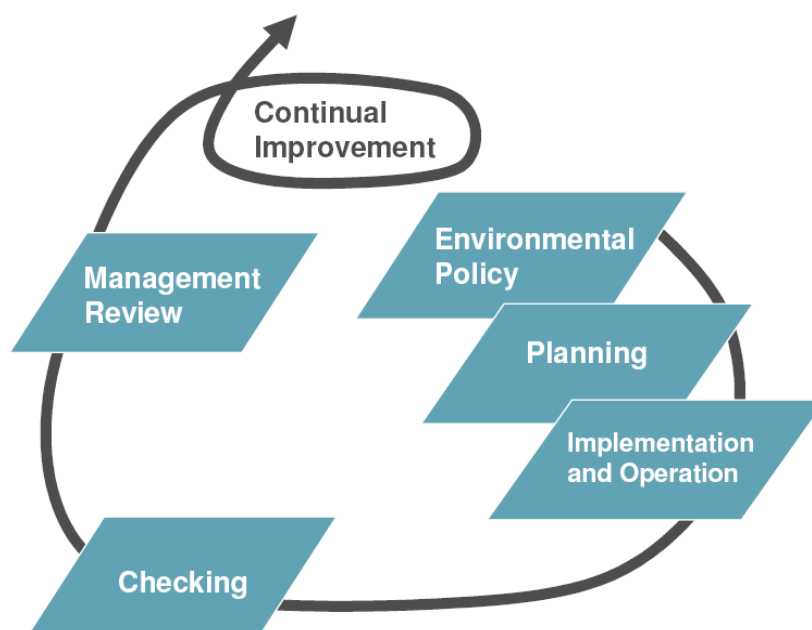 Continual
Improvement
Environmental
Policy
Planning
Implementation
and Operation
Checking
Management
Review